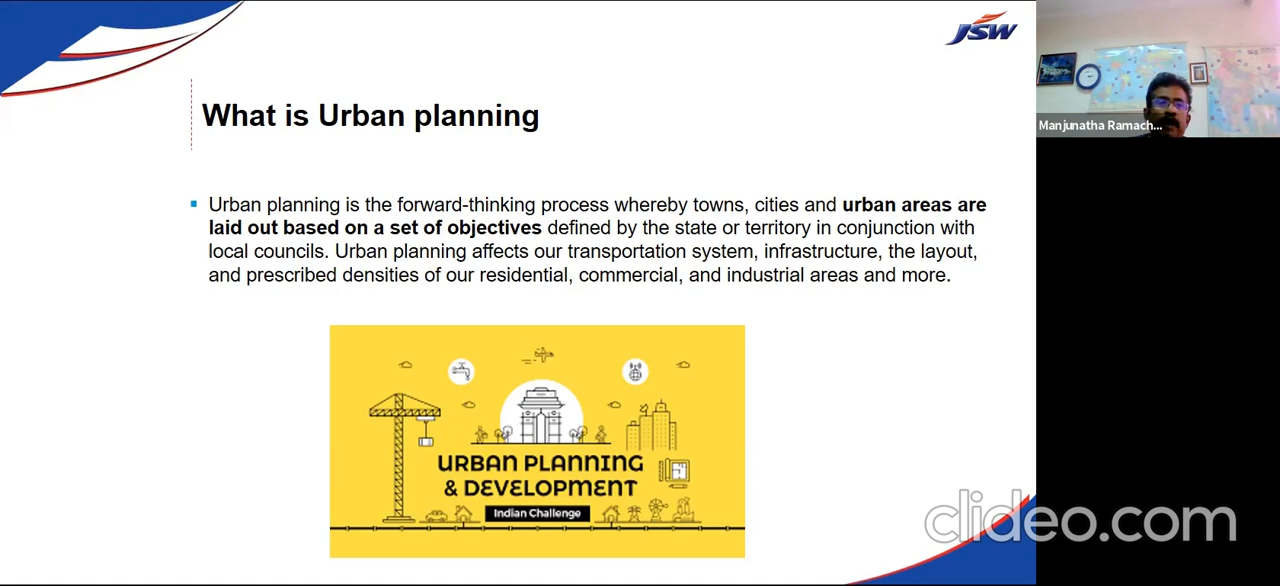 JSW
What is Urban planning
Manjunatha Ramach...
Urban planning is the forward-thinking process whereby towns, cities and urban areas are
laid out based on a set of objectives defined by the state or territory in conjunction with
local councils. Urban planning affects our transportation system, infrastructure, the layout,
and prescribed densities of our residential, commercial, and industrial areas and more.
URBAN PLANNING
& DEVELOPMENT
Indian Challenge
clideo.com